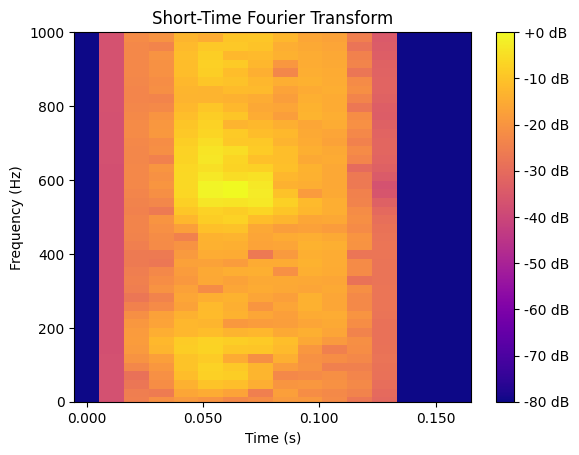 Short-Time Fourier Transform
1000
800
600
400
200
0
Frequency (Hz)
0.000
0.050
0.100
0.150
Time (s)
+0 dB
-10 dB
-20 dB
-30 dB
-40 dB
-50 dB
-60 dB
-70 dB
-80 dB